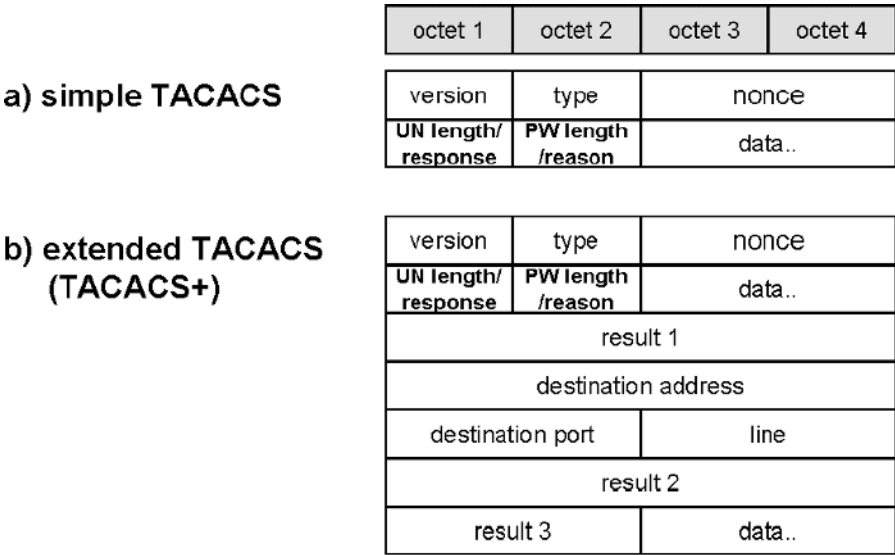 octet 1 octet 2 octet 3 octet 4
a) simple TACACS
version type nonce
UN length/ PW length data..
response /reason
b) extended TACACS
(TACACS+)
version type nonce
UN length/ PW length data..
response /reason
result 1
destination address
destination port line
result 2
result 3 data..